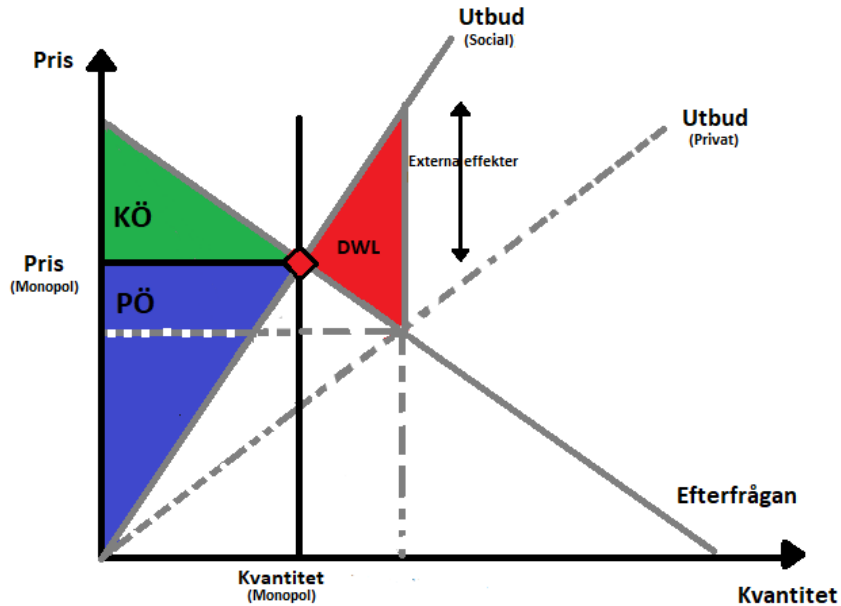 Utbud
(Social)
Pris
Utbud
(Privat)
Externa effekter
KÖ
DWL
Pris
(Monopol)
PÖ
Efterfrågan
Kvantitet
(Monopol)
Kvantitet